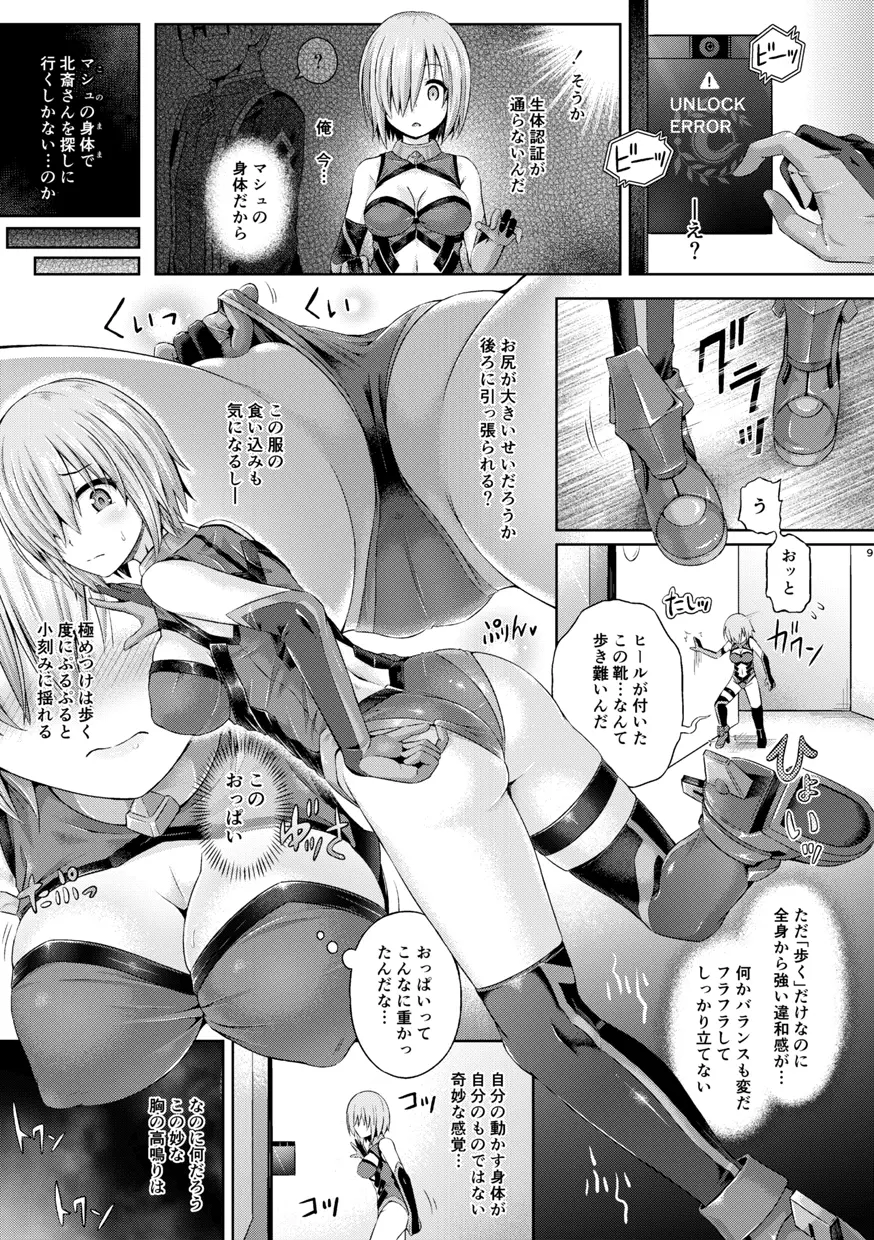 ビーッ
UNLOCK
ERROR
ビーッ
―え?
!そうか
生体認証が
通らないんだ
俺 今…
?
マシュの
身体だから
このまま
マシュの身体で
北斎さんを探しに
行くしかない…のか
グラッ
う
おッと
ガクン
たしッ
ヒールが付いた
この靴…なんて
歩き難いんだ
ひょい
ただ「歩く」だけなのに
全身から強い違和感が…
何かバランスも変だ
フラフラして
しっかり立てない
お尻が大きいせいだろうか
後ろに引っ張られる?
くいっ
くいっ
この服の
食い込みも
気になるし―
ぷりん
極めつけは歩く
度にぷるぷると
小刻みに揺れる
この
おっぱい
たぷっ
ゆッさ
おっぱいって
こんなに重かっ
たんだな…
自分の動かす身体が
自分のものではない
奇妙な感覚…
コツ
コツ
なのに何だろう
この妙な
胸の高鳴りは
トクン
トクン
9